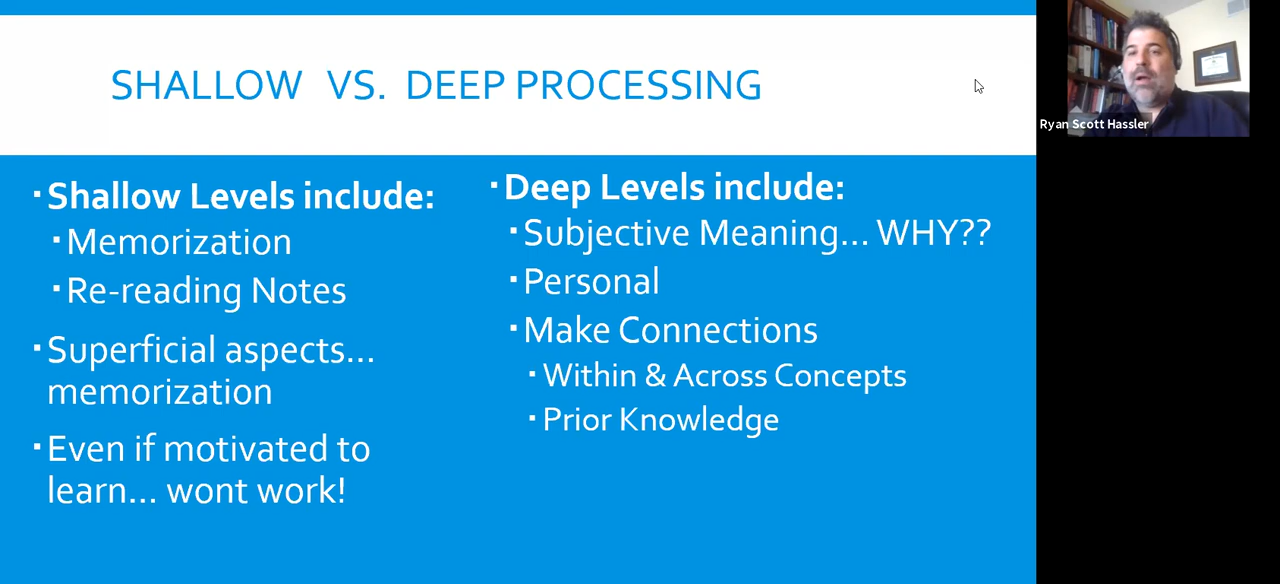 SHALLOW VS. DEEP PROCESSING
▪Shallow Levels include:
▪Memorization
▪Re-reading Notes
▪Superficial aspects...
memorization
▪Even if motivated to
learn... wont work!
▪Deep Levels include:
▪Subjective Meaning... WHY??
▪Personal
▪Make Connections
▪Within & Across Concepts
▪Prior Knowledge
Ryan Scott Hassler